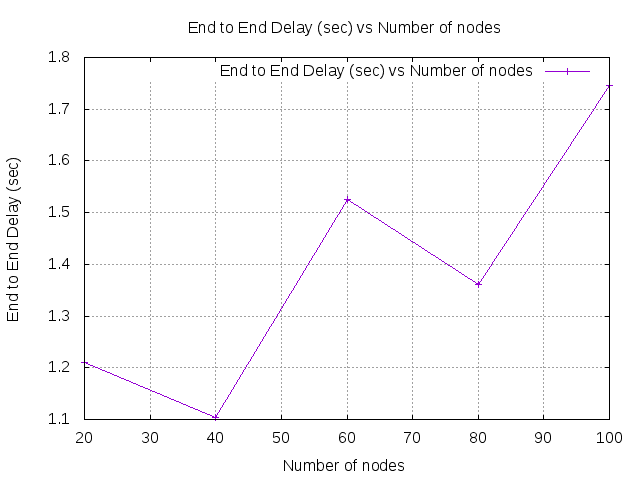 End to End Delay (sec) vs Number of nodes
1.8
End to End Delay (sec) vs Number of nodes
1.7
1.6
1.5
1.4
1.3
1.2
1.1
End to End Delay (sec)
20 30 40 50 60 70 80 90 100
Number of nodes